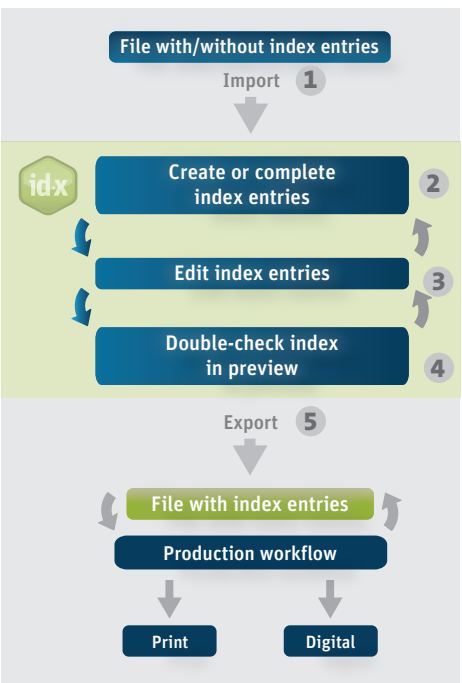 File with/without index entries
Import 1
id·x
Create or complete
index entries
2
Edit index entries
3
Double-check index
in preview
4
Export 5
File with index entries
Production workflow
Print Digital